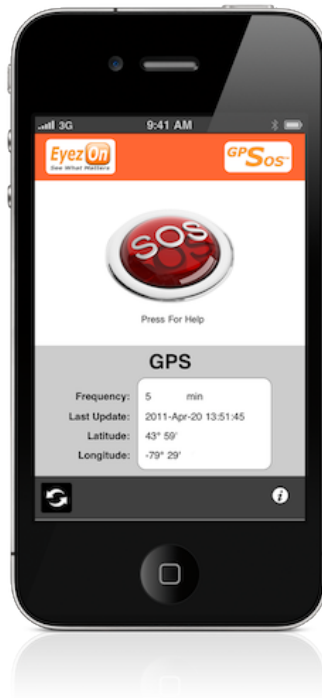 3G 9:41 AM
EyezOn GPSos™
See What Matters
SOS
Press For Help
GPS
Frequency: 5 min
Last Update: 2011-Apr-20 13:51:45
Latitude: 43° 59'
Longitude: -79° 29'
i